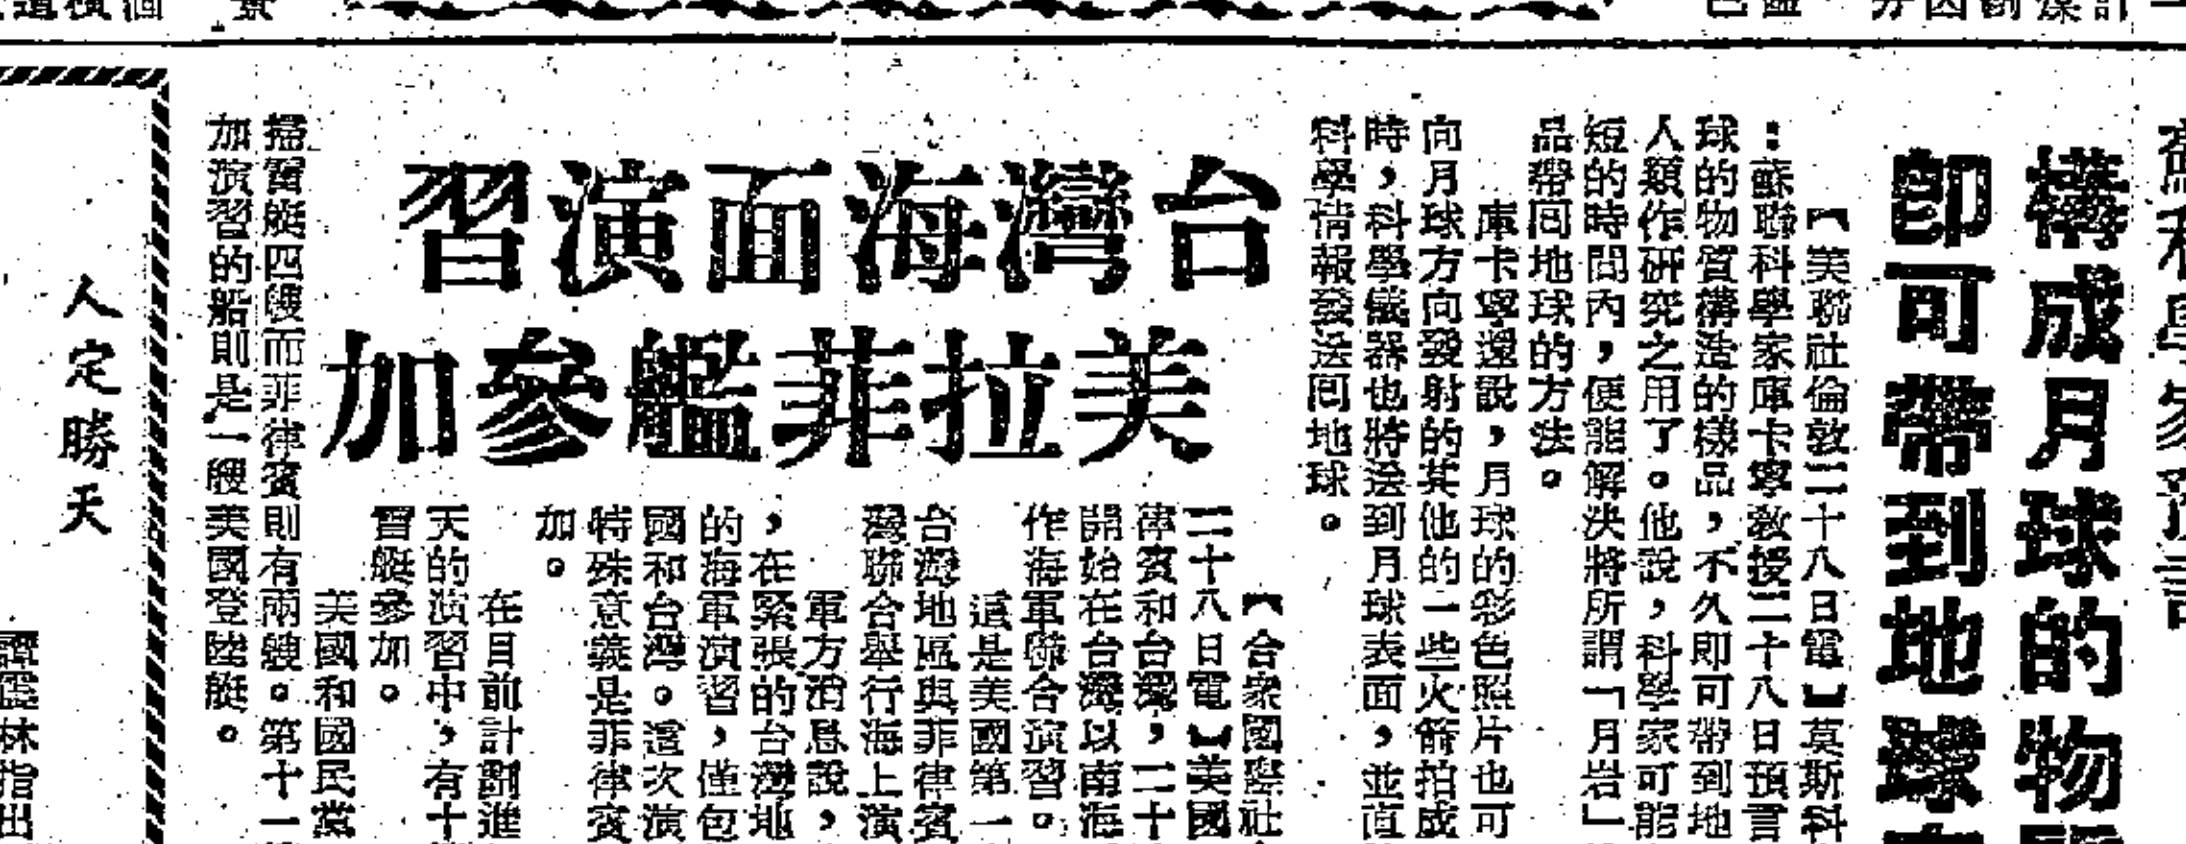 構成月球的物
即可帶到地球
【美聯社倫敦二十八日電】莫斯科
：蘇聯科學家庫卡寧教授二十八日預言
球的物質構造的樣品，不久即可帶到地
人類作研究之用了。他說，科學家可能
短的時間內，便能解決將所謂「月岩」
品帶囘地球的方法。
庫卡寧還說，月球的彩色照片也可
向月球方向發射的其他的一些火箭拍成
時，科學儀器也將送到月球表面，並直
科學情報發送囘地球。
台灣海面演習
美拉菲艦參加
【合衆國際社
二十八日電】美國
律賓和台灣，二十
開始在台灣以南海
作海軍聯合演習。
這是美國第一
台灣地區與菲律賓
灣聯合舉行海上演
軍方消息說，
，在緊張的台灣地
的海軍演習，僅包
國和台灣。這次演
特殊意義是菲律賓
加。
在目前計劃進
天的演習中，有十
雷艇參加。
美國和國民黨
掃雷艇四艘而菲律賓則有兩艘。第十一
加演習的船則是一艘美國登陸艇。
人定勝天
林指出